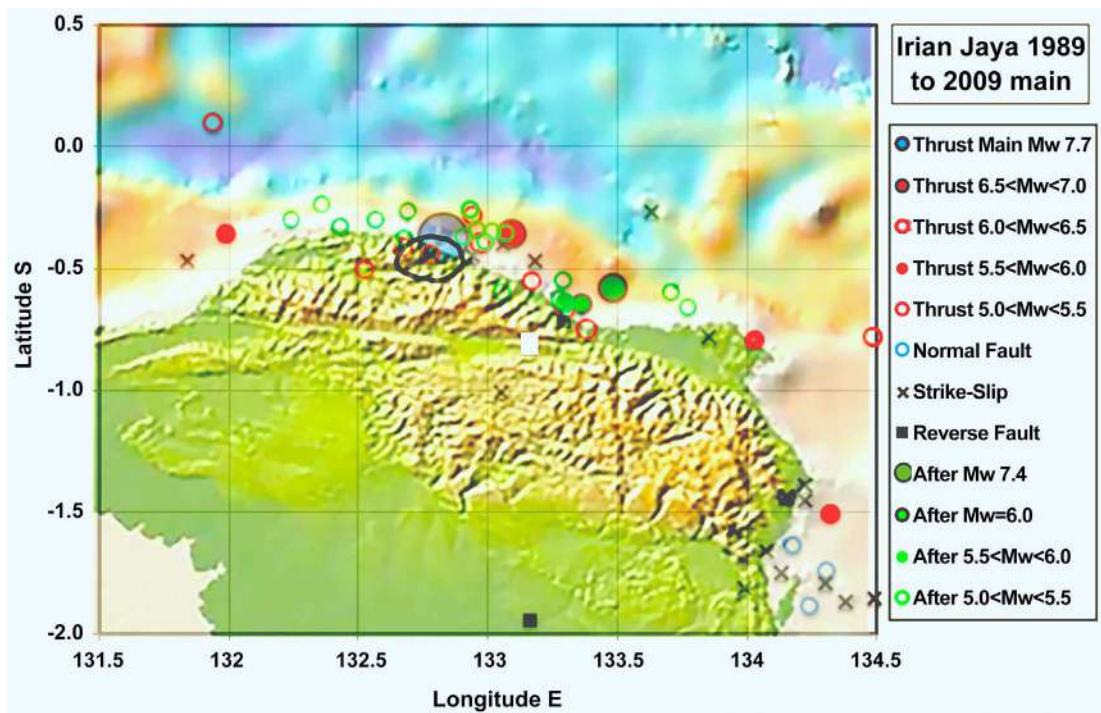 Irian Jaya 1989
to 2009 main
0.5
0.0
-0.5
-1.0
-1.5
-2.0
Latitude S
131.5 132 132.5 133 133.5 134 134.5
Longitude E
Thrust Main Mw 7.7
Thrust 6.5<Mw<7.0
Thrust 6.0<Mw<6.5
Thrust 5.5<Mw<6.0
Thrust 5.0<Mw<5.5
Normal Fault
Strike-Slip
Reverse Fault
After Mw 7.4
After Mw=6.0
After 5.5<Mw<6.0
After 5.0<Mw<5.5